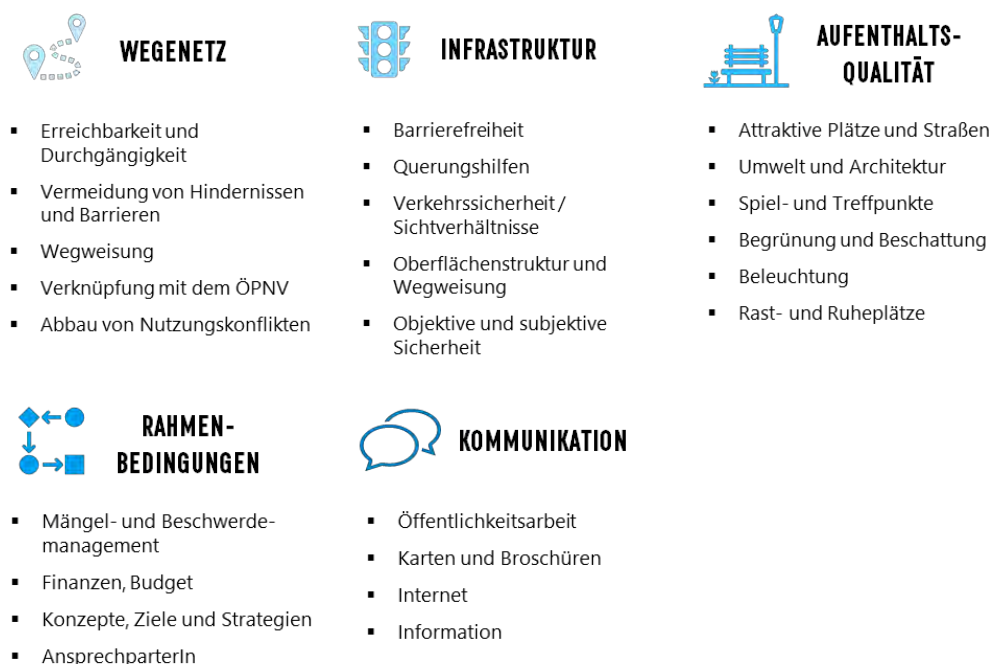 WEGENETZ
Erreichbarkeit und
Durchgängigkeit
Vermeidung von Hindernissen
und Barrieren
Wegweisung
Verknüpfung mit dem ÖPNV
Abbau von Nutzungskonflikten
INFRASTRUKTUR
Barrierefreiheit
Querungshilfen
Verkehrssicherheit /
Sichtverhältnisse
Oberflächenstruktur und
Wegweisung
Objektive und subjektive
Sicherheit
AUFENTHALTS-
QUALITÄT
Attraktive Plätze und Straßen
Umwelt und Architektur
Spiel- und Treffpunkte
Begrünung und Beschattung
Beleuchtung
Rast- und Ruheplätze
RAHMEN-
BEDINGUNGEN
Mängel- und Beschwerde-
management
Finanzen, Budget
Konzepte, Ziele und Strategien
AnsprechparterIn
KOMMUNIKATION
Öffentlichkeitsarbeit
Karten und Broschüren
Internet
Information